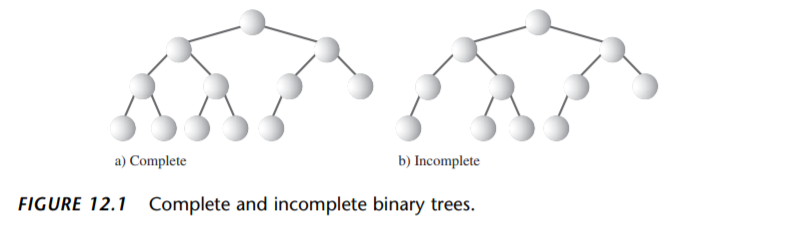 a) Complete
b) Incomplete
FIGURE 12.1 Complete and incomplete binary trees.